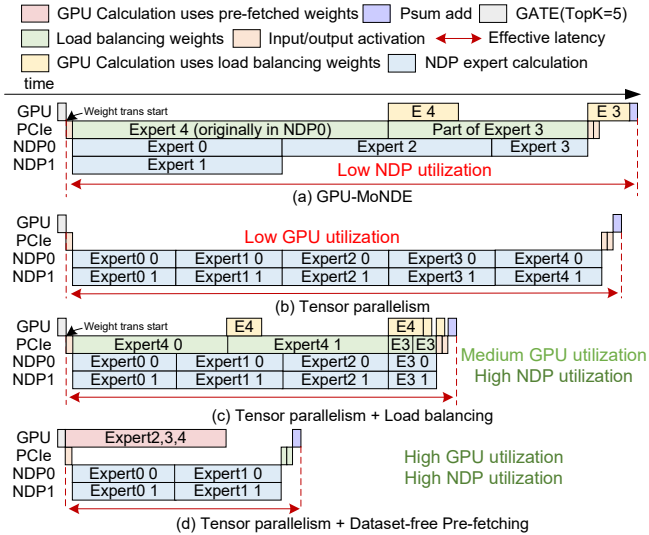 GPU Calculation uses pre-fetched weights Psum add GATE(TopK=5)
Load balancing weights Input/output activation Effective latency
GPU Calculation uses load balancing weights NDP expert calculation
time
GPU Weight trans start E 4 E 3
PCIe Expert 4 (originally in NDP0) Part of Expert 3
NDP0 Expert 0 Expert 2 Expert 3
NDP1 Expert 1
Low NDP utilization
(a) GPU-MoNDE
GPU
PCIe Low GPU utilization
NDP0 Expert0 0 Expert1 0 Expert2 0 Expert3 0 Expert4 0
NDP1 Expert0 1 Expert1 1 Expert2 1 Expert3 1 Expert4 1
(b) Tensor parallelism
GPU Weight trans start E4 E4
PCIe Expert4 0 Expert4 1 E3 E3
NDP0 Expert0 0 Expert1 0 Expert2 0 E3 0 Medium GPU utilization
NDP1 Expert0 1 Expert1 1 Expert2 1 E3 1 High NDP utilization
(c) Tensor parallelism + Load balancing
GPU Expert2,3,4
PCIe High GPU utilization
NDP0 Expert0 0 Expert1 0 High NDP utilization
NDP1 Expert0 1 Expert1 1
(d) Tensor parallelism + Dataset-free Pre-fetching